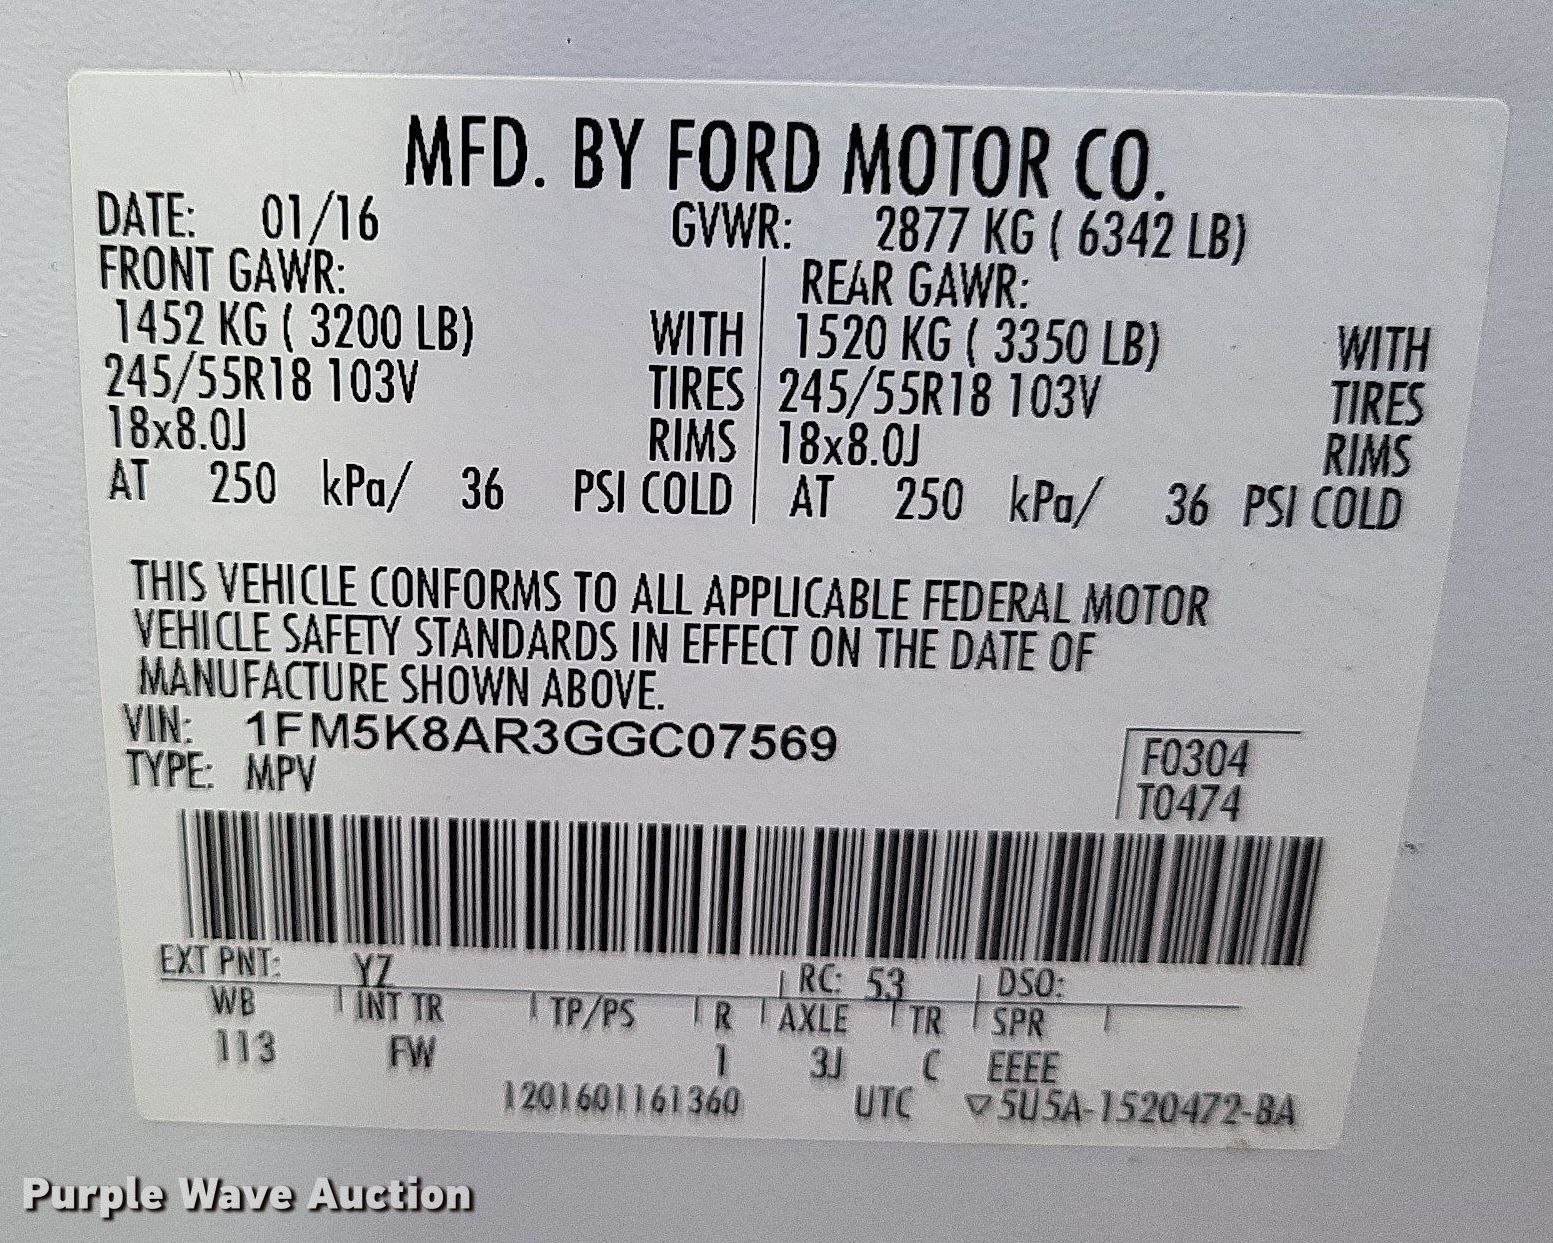 MFD. BY FORD MOTOR CO.
DATE: 01/16 GVWR: 2877 KG ( 6342 LB)
FRONT GAWR: REAR GAWR:
1452 KG ( 3200 LB) WITH 1520 KG ( 3350 LB) WITH
245/55R18 103V TIRES 245/55R18 103V TIRES
18x8.0J RIMS 18x8.0J RIMS
AT 250 kPa/ 36 PSI COLD AT 250 kPa/ 36 PSI COLD
THIS VEHICLE CONFORMS TO ALL APPLICABLE FEDERAL MOTOR
VEHICLE SAFETY STANDARDS IN EFFECT ON THE DATE OF
MANUFACTURE SHOWN ABOVE.
VIN: 1FM5K8AR3GGC07569
TYPE: MPV
F0304
T0474
EXT PNT: YZ RC: 53 DSO:
WB INT TR TP/PS R AXLE TR SPR
113 FW 1 3J C EEEE
1201601161360 UTC ▽5U5A-1520472-BA
Purple Wave Auction